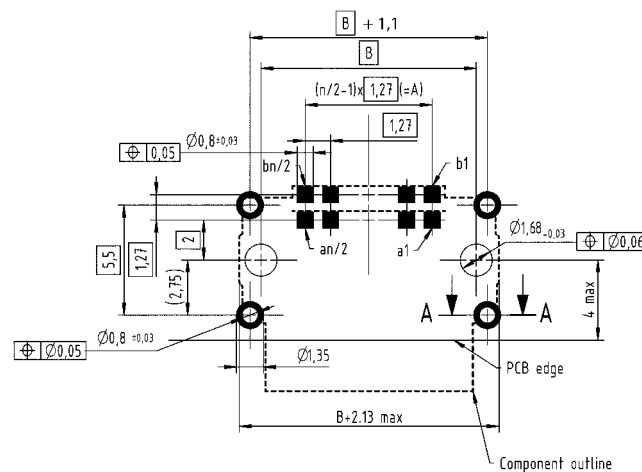 B + 1,1
B
(n/2-1)x 1,27 (=A)
1,27
Ø0,8±0,03
⌖ 0,05
bn/2
b1
an/2
a1
Ø1,68 -0,03
⌖ Ø0,06
5,5
1,27
2
(2,75)
A
A
4 max
Ø0,8 ±0,03
⌖ Ø0,05
Ø1,35
PCB edge
B+2.13 max
Component outline